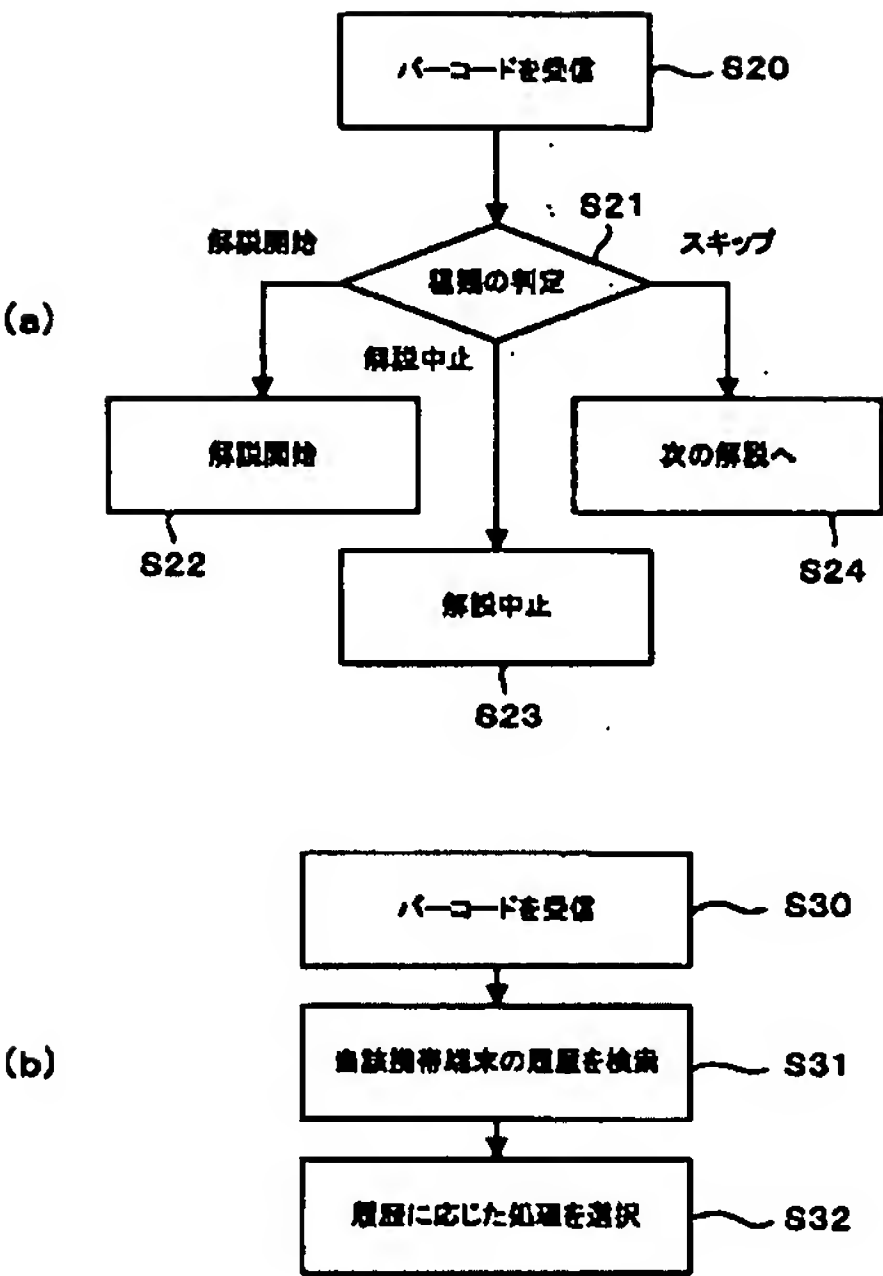 バーコードを受信
S20
S21
解説開始
スキップ
種類の判定
(a)
解説中止
解説開始
次の解説へ
S22
S24
解説中止
S23
バーコードを受信
S30
(b)
当該携帯端末の履歴を検索
S31
履歴に応じた処理を選択
S32